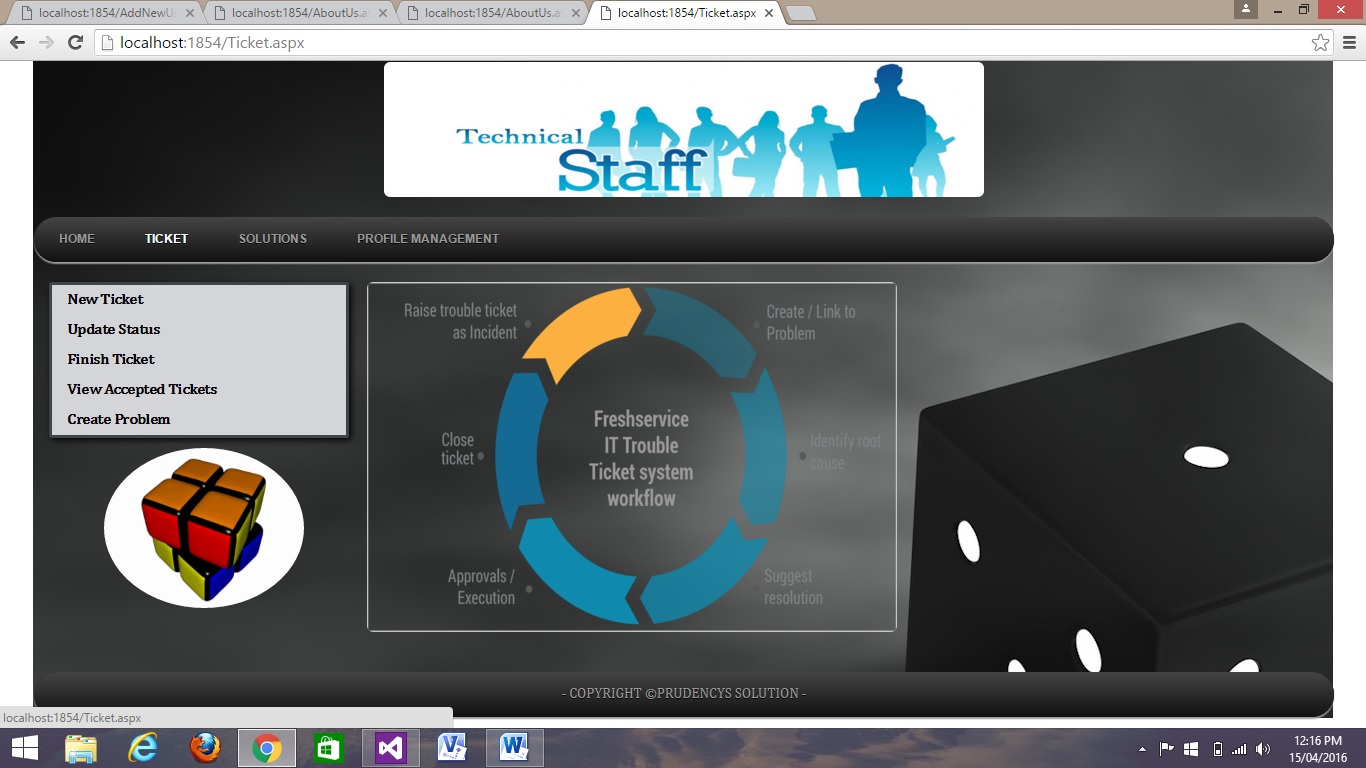 localhost:1854/AddNewU
localhost:1854/AboutUs.a
localhost:1854/AboutUs.a
localhost:1854/Ticket.aspx
localhost:1854/Ticket.aspx
Technical
Staff
HOME
TICKET
SOLUTIONS
PROFILE MANAGEMENT
New Ticket
Update Status
Finish Ticket
View Accepted Tickets
Create Problem
Raise trouble ticket
as Incident
Create / Link to
Problem
Close
ticket
Freshservice
IT Trouble
Ticket system
workflow
Identify root
cause
Approvals /
Execution
Suggest
resolution
- COPYRIGHT ©PRUDENCYS SOLUTION -
localhost:1854/Ticket.aspx
12:16 PM
15/04/2016